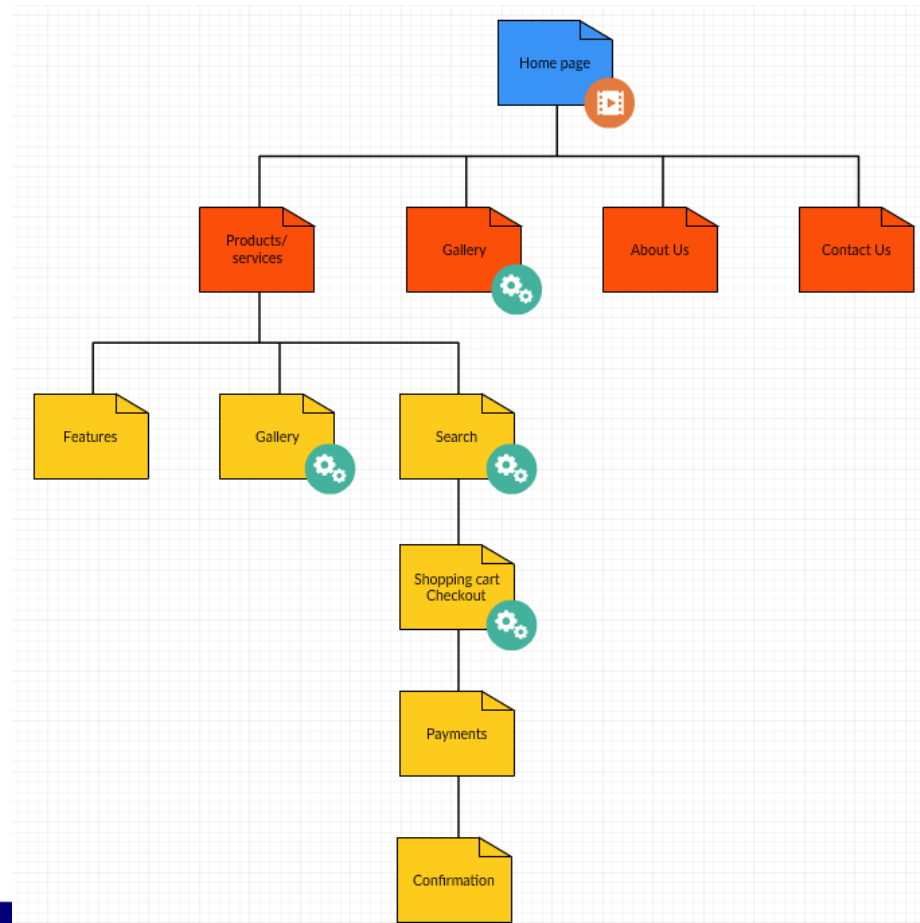 Home page
Products/
services
Gallery
About Us
Contact Us
Features
Gallery
Search
Shopping cart
Checkout
Payments
Confirmation